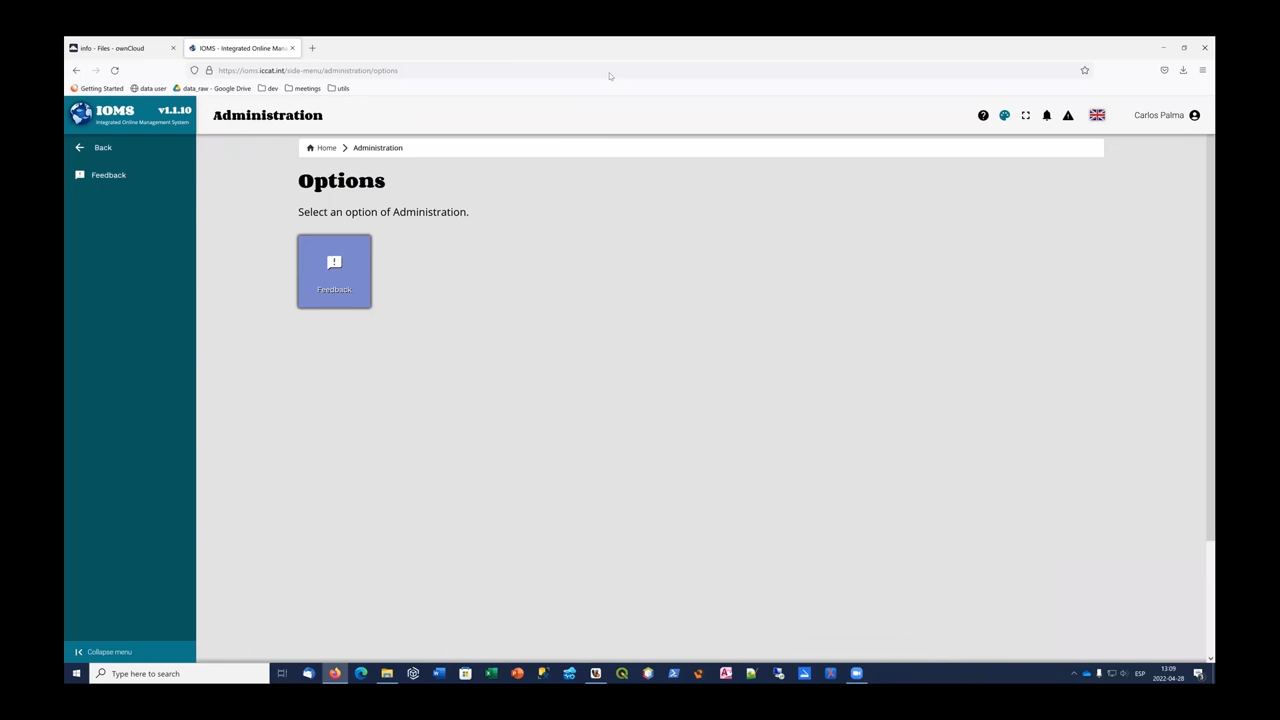 info - Files - ownCloud
IOMS - Integrated Online Mana
https://ioms.iccat.int/side-menu/administration/options
Getting Started
data user
data_raw - Google Drive
dev
meetings
utils
IOMS v1.1.10
Integrated Online Management System
Administration
Carlos Palma
Back
Home
Administration
Feedback
Options
Select an option of Administration.
Feedback
Collapse menu
Type here to search
ESP
13:09
2022-04-28